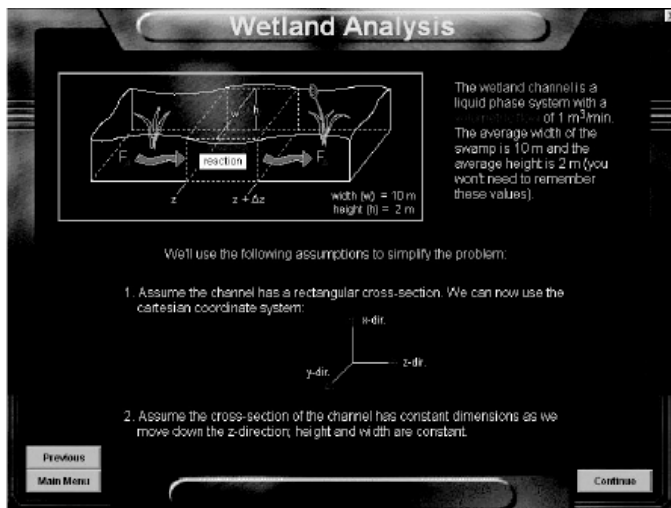 Wetland Analysis
The wetland channel is a
liquid phase system with a
of 1 m³/min.
The average width of the
swamp is 10 m and the
average height is 2 m (you
won't need to remember
these values).
w
h
F
reaction
F
z
z + Δz
width (w) = 10 m
height (h) = 2 m
We'll use the following assumptions to simplify the problem:
1. Assume the channel has a rectangular cross-section. We can now use the
cartesian coordinate system:
x-dir.
z-dir.
y-dir.
2. Assume the cross-section of the channel has constant dimensions as we
move down the z-direction; height and width are constant.
Previous
Main Menu
Continue